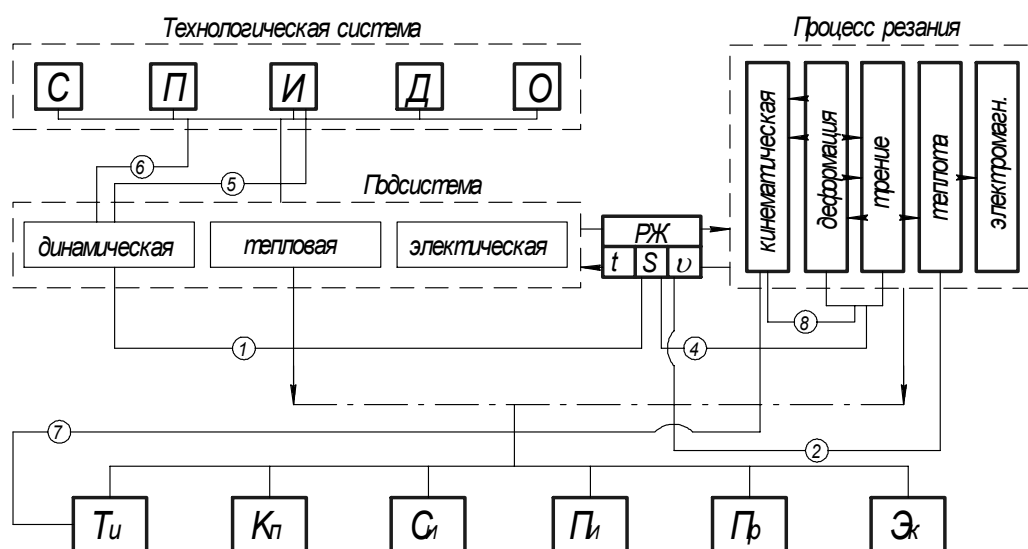 Технологическая система
Процесс резания
С
П
И
Д
О
6
5
Подсистема
динамическая
тепловая
электическая
РЖ
t
S
υ
кинематическая
деформация
трение
теплота
электромагн.
8
1
4
7
2
Ти
Кп
Си
Пи
Пр
Эк